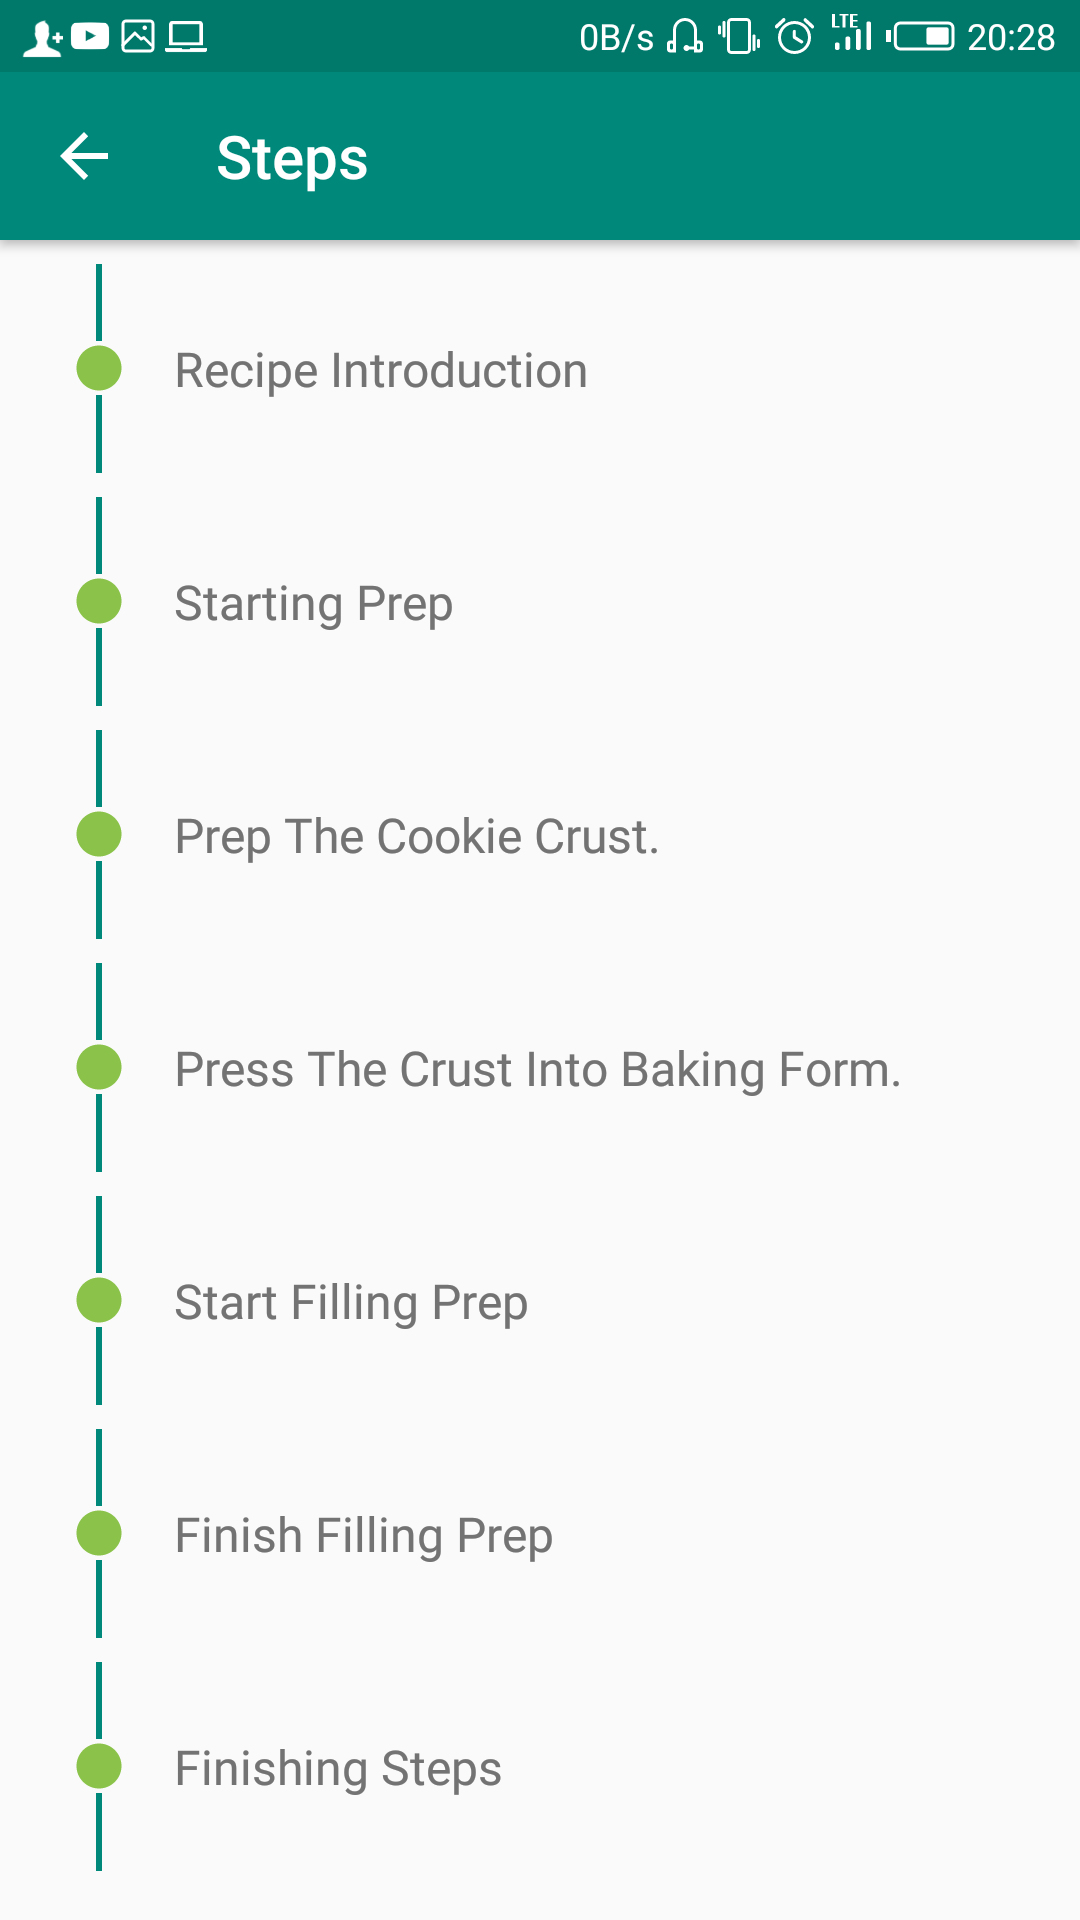 0B/s LTE 20:28
Steps
Recipe Introduction
Starting Prep
Prep The Cookie Crust.
Press The Crust Into Baking Form.
Start Filling Prep
Finish Filling Prep
Finishing Steps